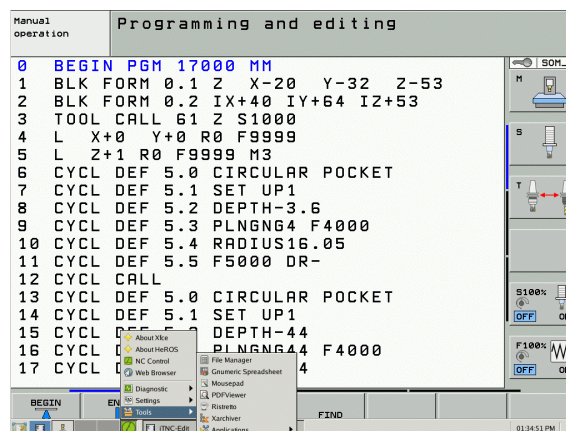 Manual operation
Programming and editing
0 BEGIN PGM 17000 MM
1 BLK FORM 0.1 Z X-20 Y-32 Z-53
2 BLK FORM 0.2 IX+40 IY+64 IZ+53
3 TOOL CALL 61 Z S1000
4 L X+0 Y+0 R0 F9999
5 L Z+1 R0 F9999 M3
6 CYCL DEF 5.0 CIRCULAR POCKET
7 CYCL DEF 5.1 SET UP1
8 CYCL DEF 5.2 DEPTH-3.6
9 CYCL DEF 5.3 PLNGNG4 F4000
10 CYCL DEF 5.4 RADIUS16.05
11 CYCL DEF 5.5 F5000 DR-
12 CYCL CALL
13 CYCL DEF 5.0 CIRCULAR POCKET
14 CYCL DEF 5.1 SET UP1
15 CYCL DEPTH-44
16 CYCL PLNGNG44 F4000
17 CYCL 4
About Xfce
About HeROS
NC Control
Web Browser
Diagnostic
Settings
Tools
File Manager
Gnumeric Spreadsheet
Mousepad
PDFViewer
Ristretto
Xarchiver
Applications
BEGIN
EN
FIND
iTNC-Edit
01:34:51 PM
SOM_
M
S
T
S100%
OFF O
F100%
OFF O